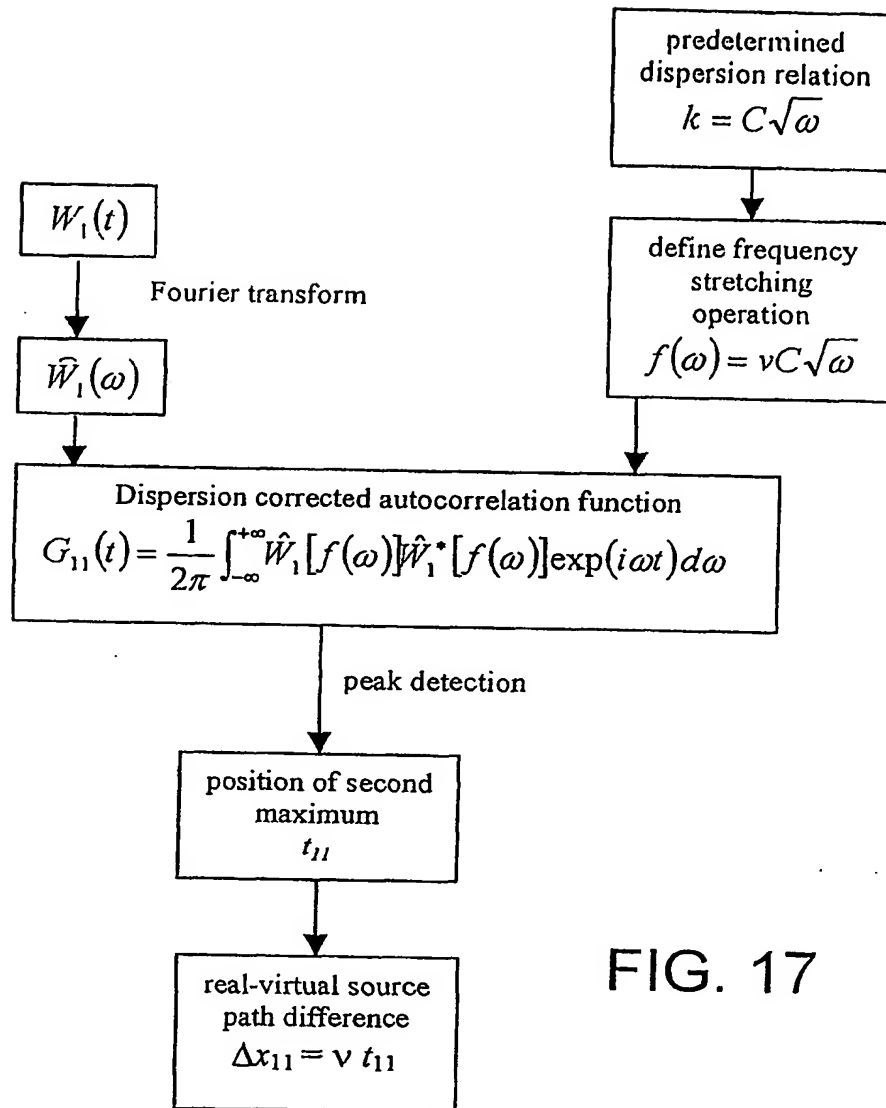 predetermined
dispersion relation
k = C√ω
W₁(t)
Fourier transform
Ŵ₁(ω)
define frequency
stretching
operation
f(ω) = νC√ω
Dispersion corrected autocorrelation function
G₁₁(t) = 1/2π ∫₋∞⁺∞ Ŵ₁[f(ω)]Ŵ₁*[f(ω)]exp(iωt)dω
peak detection
position of second
maximum
t₁₁
real-virtual source
path difference
Δx₁₁ = ν t₁₁
FIG. 17